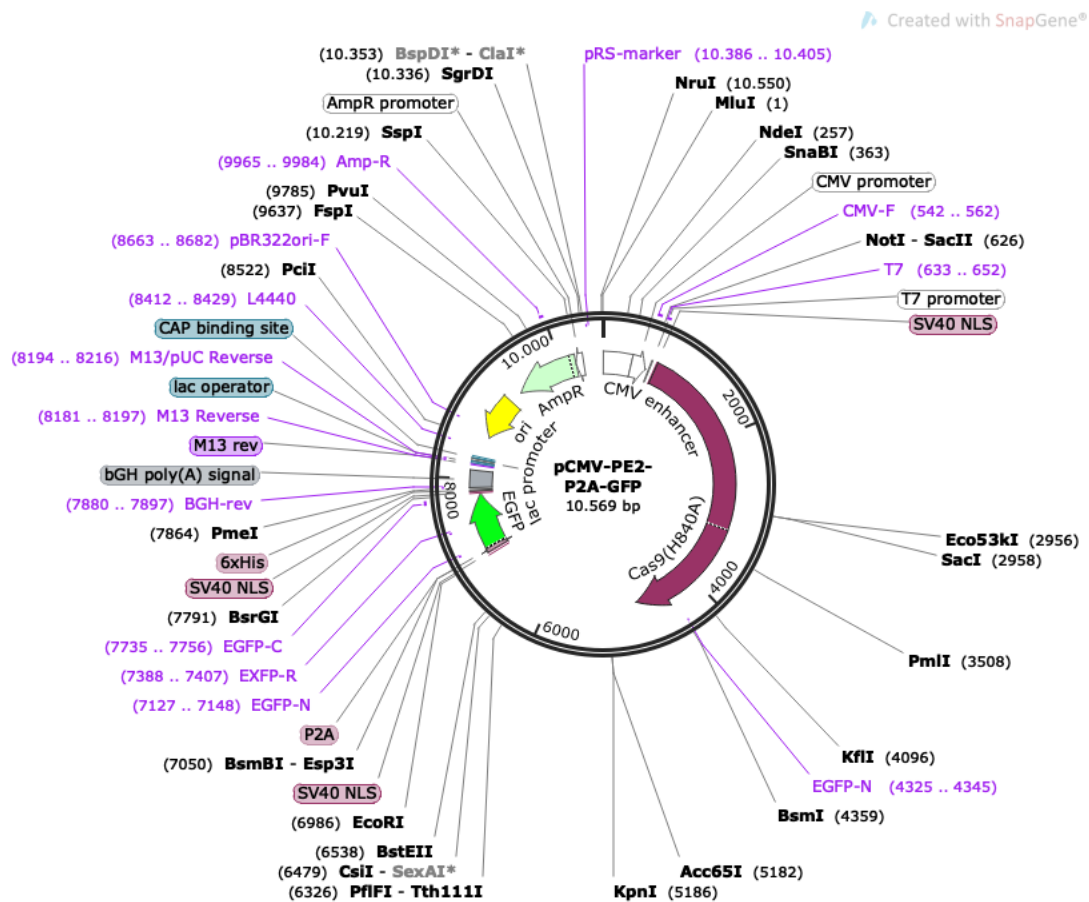 Created with SnapGene®
(10.353) BspDI* - ClaI*
(10.336) SgrDI
AmpR promoter
(10.219) SspI
(9965 .. 9984) Amp-R
(9785) PvuI
(9637) FspI
(8663 .. 8682) pBR322ori-F
(8522) PciI
(8412 .. 8429) L4440
CAP binding site
(8194 .. 8216) M13/pUC Reverse
lac operator
(8181 .. 8197) M13 Reverse
M13 rev
bGH poly(A) signal
(7880 .. 7897) BGH-rev
(7864) PmeI
6xHis
SV40 NLS
(7791) BsrGI
(7735 .. 7756) EGFP-C
(7388 .. 7407) EXFP-R
(7127 .. 7148) EGFP-N
P2A
(7050) BsmBI - Esp3I
SV40 NLS
(6986) EcoRI
(6538) BstEII
(6479) CsiI - SexAI*
(6326) PflFI - Tth111I
pRS-marker (10.386 .. 10.405)
NruI (10.550)
MluI (1)
NdeI (257)
SnaBI (363)
CMV promoter
CMV-F (542 .. 562)
NotI - SacII (626)
T7 (633 .. 652)
T7 promoter
SV40 NLS
Eco53kI (2956)
SacI (2958)
PmlI (3508)
KflI (4096)
EGFP-N (4325 .. 4345)
BsmI (4359)
Acc65I (5182)
KpnI (5186)
10.000
2000
4000
6000
8000
AmpR
CMV enhancer
ori
lac promoter
EGFP
Cas9(H840A)
pCMV-PE2-
P2A-GFP
10.569 bp